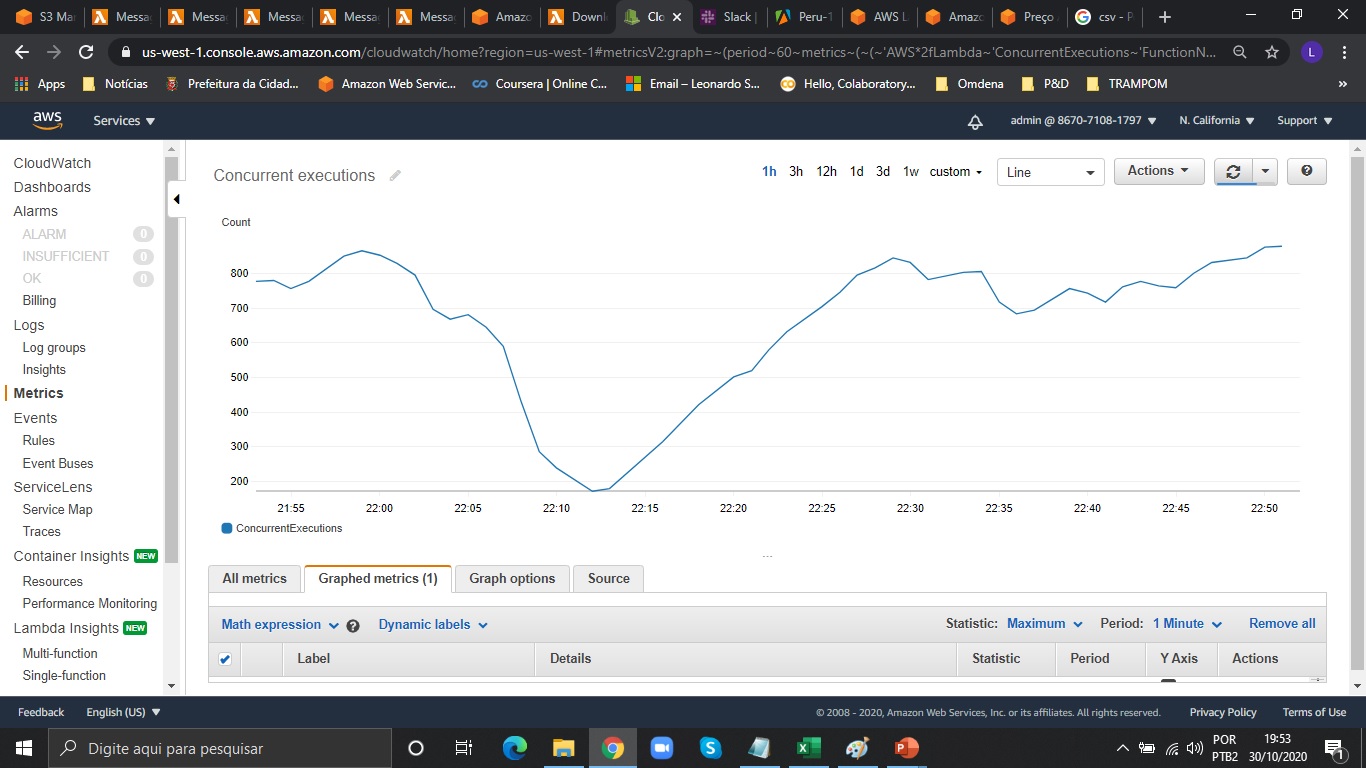 S3 Mar
Messa
Messa
Messa
Messag
Messa
Amazo
Downl
Clo
Slack |
Peru-1
AWS L
Amazo
Preço
csv - P
us-west-1.console.aws.amazon.com/cloudwatch/home?region=us-west-1#metricsV2:graph=~(period~60~metrics~(~(~'AWS*2fLambda~'ConcurrentExecutions~'FunctionN...
L
Apps
Notícias
Prefeitura da Cidad...
Amazon Web Servic...
Coursera | Online C...
Email – Leonardo S...
Hello, Colaboratory...
Omdena
P&D
TRAMPOM
»
aws
Services
admin @ 8670-7108-1797
N. California
Support
CloudWatch
Dashboards
Alarms
ALARM 0
INSUFFICIENT 0
OK 0
Billing
Logs
Log groups
Insights
Metrics
Events
Rules
Event Buses
ServiceLens
Service Map
Traces
Container Insights NEW
Resources
Performance Monitoring
Lambda Insights NEW
Multi-function
Single-function
Concurrent executions
1h 3h 12h 1d 3d 1w custom
Line
Actions
?
Count
800
700
600
500
400
300
200
21:55 22:00 22:05 22:10 22:15 22:20 22:25 22:30 22:35 22:40 22:45 22:50
ConcurrentExecutions
...
All metrics
Graphed metrics (1)
Graph options
Source
Math expression ?
Dynamic labels
Statistic: Maximum
Period: 1 Minute
Remove all
Label Details Statistic Period Y Axis Actions
Feedback
English (US)
© 2008 - 2020, Amazon Web Services, Inc. or its affiliates. All rights reserved.
Privacy Policy
Terms of Use
Digite aqui para pesquisar
POR
PTB2
19:53
30/10/2020
1